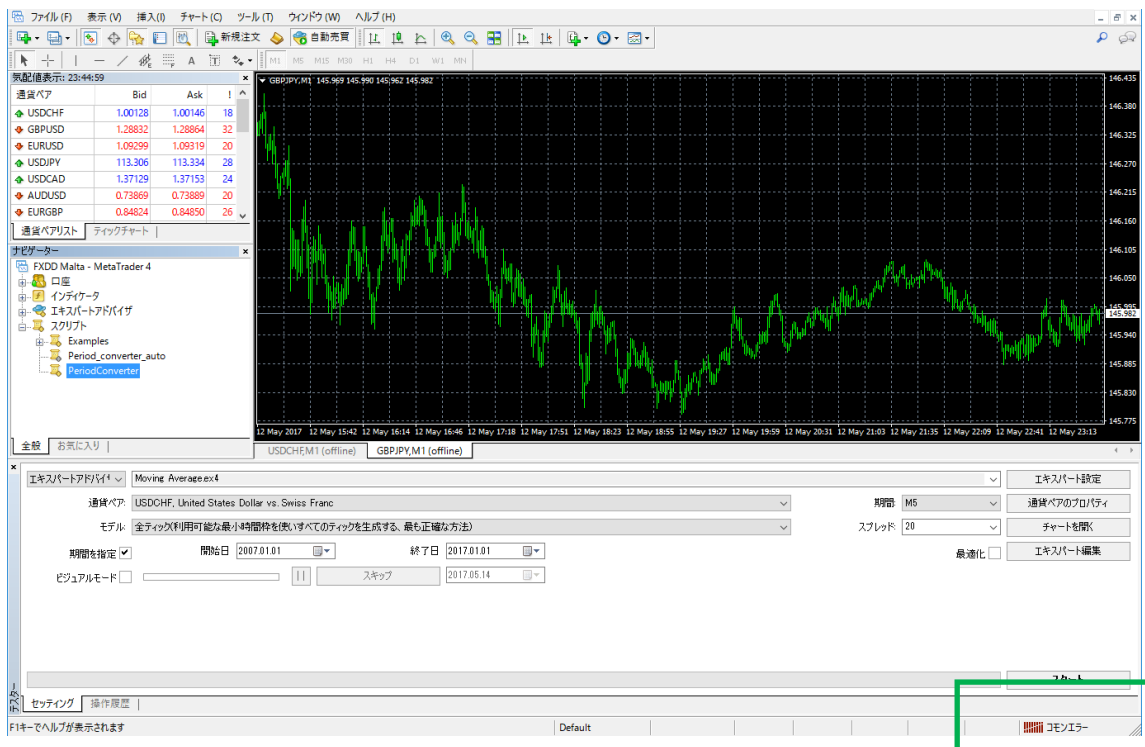 ファイル (F) 表示 (V) 挿入(I) チャート(C) ツール (T) ウィンドウ (W) ヘルプ (H)
新規注文 自動売買
A T
M1 M5 M15 M30 H1 H4 D1 W1 MN
気配値表示: 23:44:59
通貨ペア Bid Ask !
USDCHF 1.00128 1.00146 18
GBPUSD 1.28832 1.28864 32
EURUSD 1.09299 1.09319 20
USDJPY 113.306 113.334 28
USDCAD 1.37129 1.37153 24
AUDUSD 0.73869 0.73889 20
EURGBP 0.84824 0.84850 26
通貨ペアリスト ティックチャート
ナビゲーター
FXDD Malta - MetaTrader 4
口座
インディケータ
エキスパートアドバイザ
スクリプト
Examples
Period_converter_auto
PeriodConverter
全般 お気に入り
GBPJPY,M1 145.969 145.990 145.962 145.982
146.435
146.380
146.325
146.270
146.215
146.160
146.105
146.050
145.995
145.982
145.940
145.885
145.830
145.775
12 May 2017 12 May 15:42 12 May 16:14 12 May 16:46 12 May 17:18 12 May 17:51 12 May 18:23 12 May 18:55 12 May 19:27 12 May 19:59 12 May 20:31 12 May 21:03 12 May 21:35 12 May 22:09 12 May 22:41 12 May 23:13
USDCHF,M1 (offline) GBPJPY,M1 (offline)
エキスパートアドバイ Moving Average.ex4 エキスパート設定
通貨ペア: USDCHF, United States Dollar vs. Swiss Franc 期間: M5 通貨ペアのプロパティ
モデル: 全ティック(利用可能な最小時間枠を使いすべてのティックを生成する、最も正確な方法) スプレッド: 20 チャートを開く
期間を指定 開始日 2007.01.01 終了日 2017.01.01 最適化 エキスパート編集
ビジュアルモード スキップ 2017.05.14
スタート
テスター
セッティング 操作履歴
F1キーでヘルプが表示されます Default コモンエラー